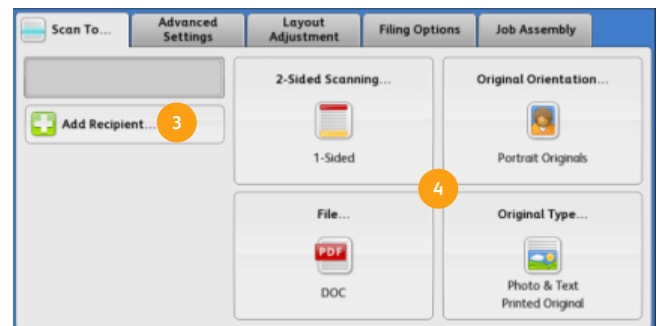 Scan To...
Advanced
Settings
Layout
Adjustment
Filing Options
Job Assembly
Add Recipient...
3
2-Sided Scanning...
1-Sided
Original Orientation...
Portrait Originals
4
File...
PDF
DOC
Original Type...
Photo & Text
Printed Original